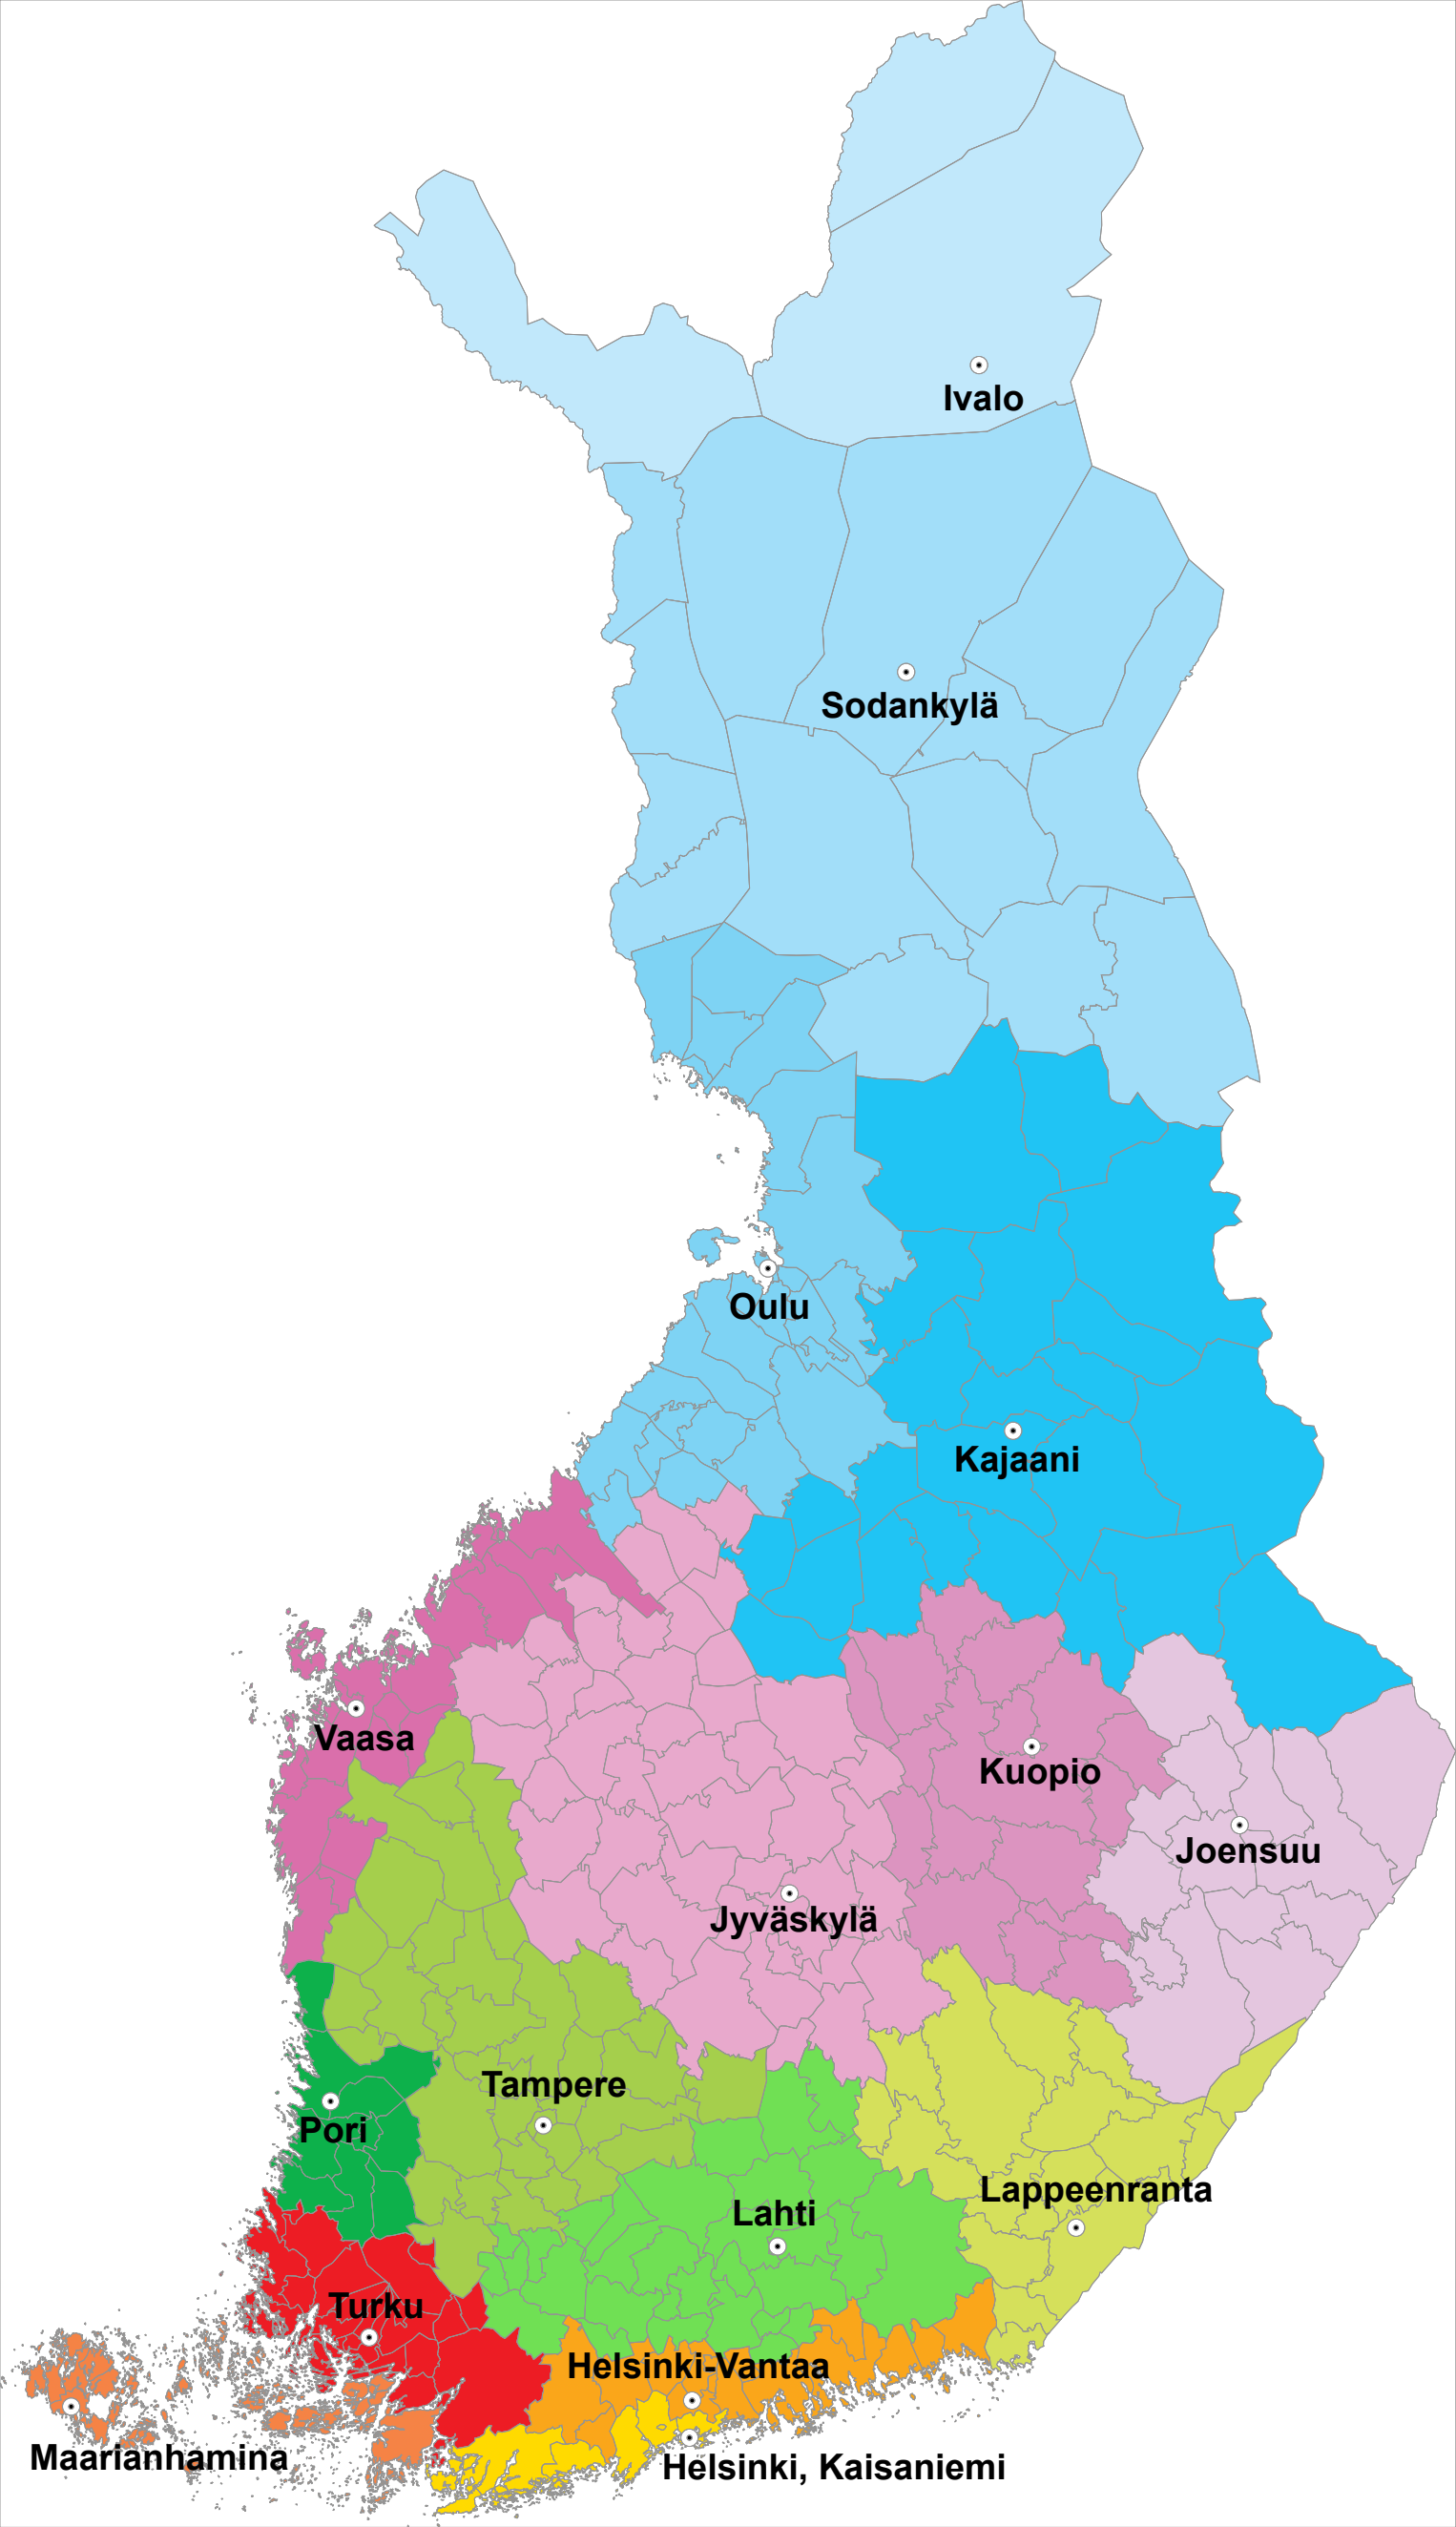 Ivalo
Sodankylä
Oulu
Kajaani
Vaasa
Kuopio
Joensuu
Jyväskylä
Tampere
Pori
Lappeenranta
Lahti
Turku
Helsinki-Vantaa
Maarianhamina
Helsinki, Kaisaniemi